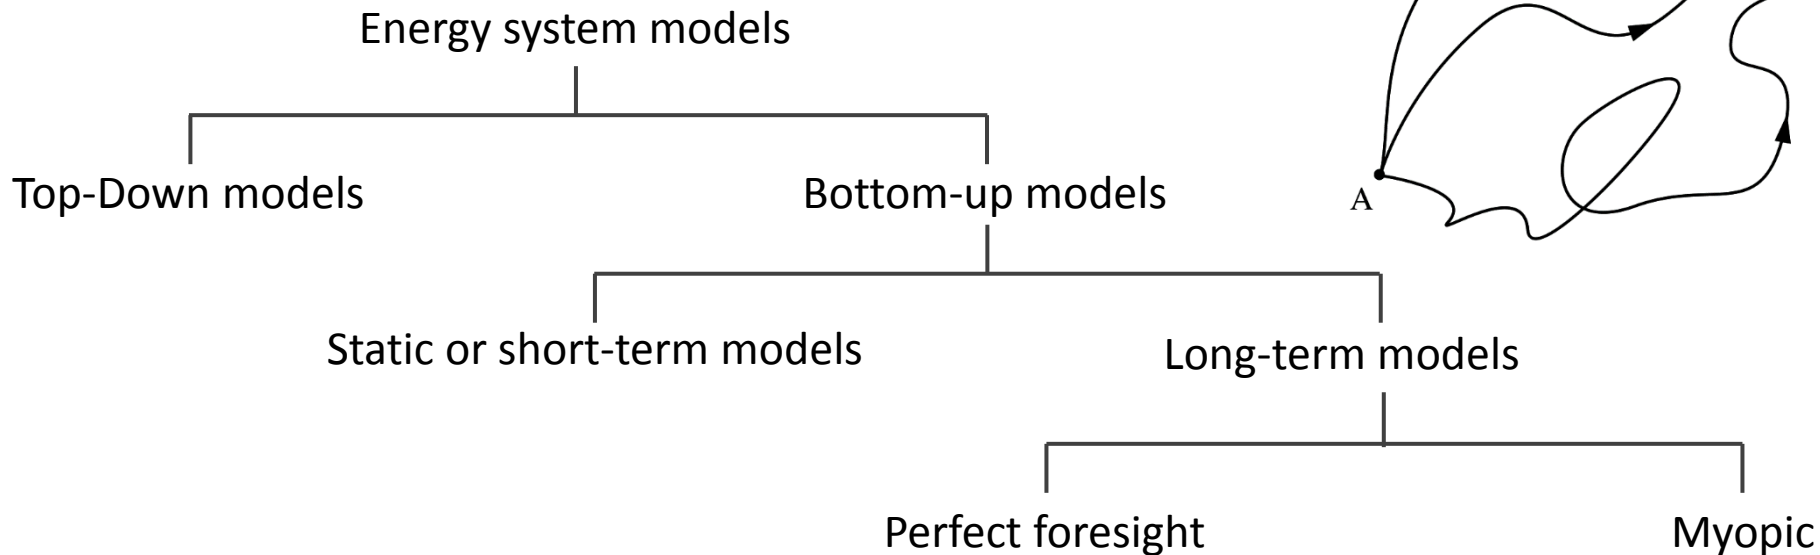 Energy system models
Top-Down models
Bottom-up models
A
Static or short-term models
Long-term models
Perfect foresight
Myopic